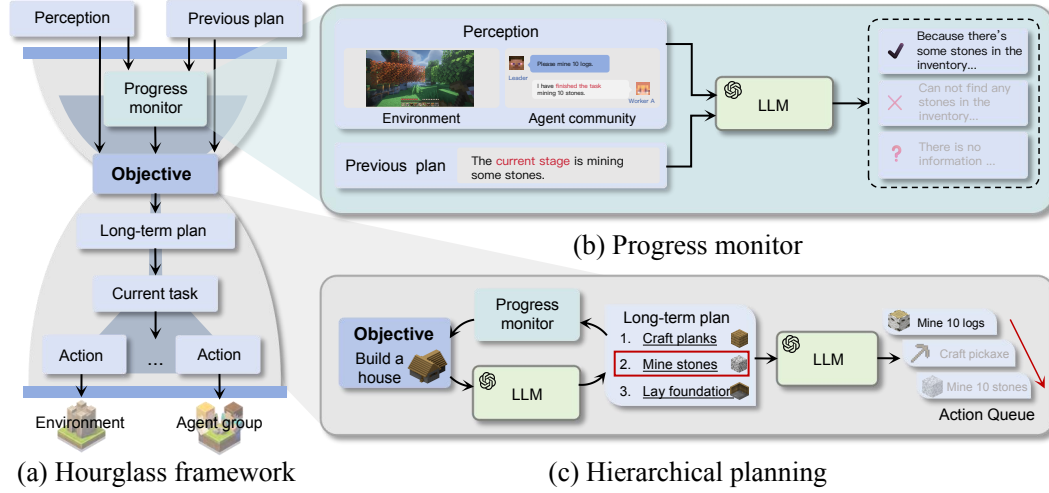 Perception
Previous plan
Progress
monitor
Objective
Long-term plan
Current task
Action
...
Action
Environment
Agent group
(a) Hourglass framework
Perception
Please mine 10 logs.
Leader
I have finished the task
mining 10 stones.
Worker A
Environment
Agent community
Previous plan
The current stage is mining
some stones.
LLM
Because there's
some stones in the
inventory...
Can not find any
stones in the
inventory...
?
There is no
information ...
(b) Progress monitor
Progress
monitor
Objective
Build a
house
LLM
Long-term plan
1. Craft planks
2. Mine stones
3. Lay foundation
LLM
Mine 10 logs
Craft pickaxe
Mine 10 stones
Action Queue
(c) Hierarchical planning